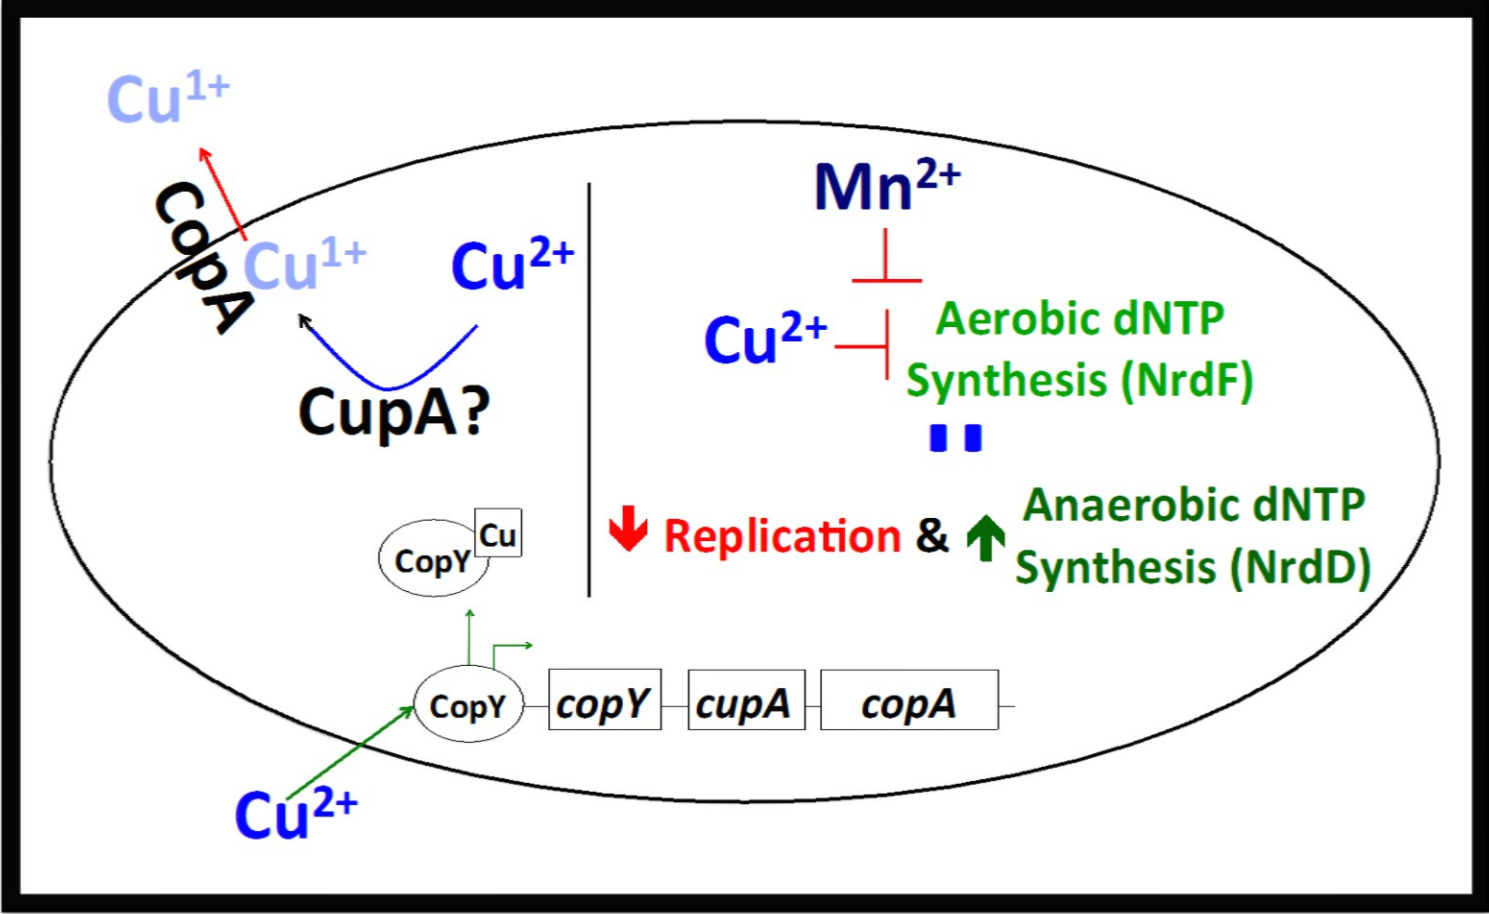 Cu1+
CopA
Cu1+
Cu2+
CupA?
Mn2+
Cu2+
Aerobic dNTP
Synthesis (NrdF)
Replication &
Anaerobic dNTP
Synthesis (NrdD)
CopY
Cu
CopY
copY
cupA
copA
Cu2+